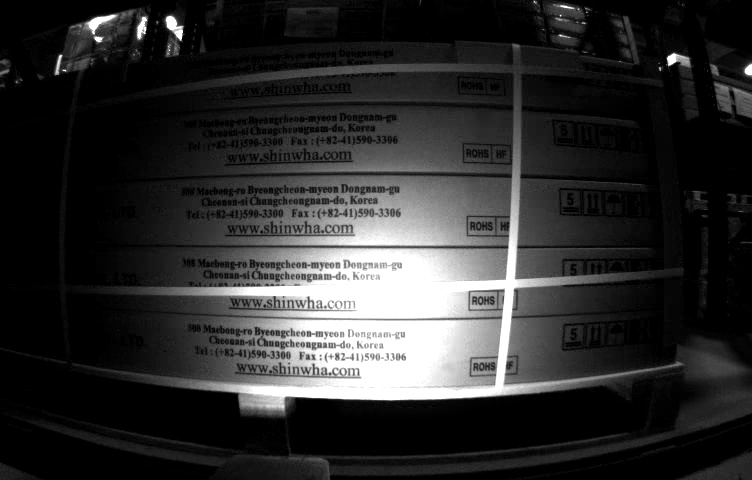 www.shinwha.com
ROHS HF
308 Maebong-ro Byeongcheon-myeon Dongnam-gu
Cheonan-si Chungcheongnam-do, Korea
Tel : (+82-41)590-3300 Fax : (+82-41)590-3306
www.shinwha.com
ROHS HF
5
308 Maebong-ro Byeongcheon-myeon Dongnam-gu
Cheonan-si Chungcheongnam-do, Korea
Tel : (+82-41)590-3300 Fax : (+82-41)590-3306
www.shinwha.com
ROHS HF
5
308 Maebong-ro Byeongcheon-myeon Dongnam-gu
Cheonan-si Chungcheongnam-do, Korea
www.shinwha.com
ROHS
5
LTD.
308 Maebong-ro Byeongcheon-myeon Dongnam-gu
Cheonan-si Chungcheongnam-do, Korea
Tel : (+82-41)590-3300 Fax : (+82-41)590-3306
www.shinwha.com
ROHS HF
5